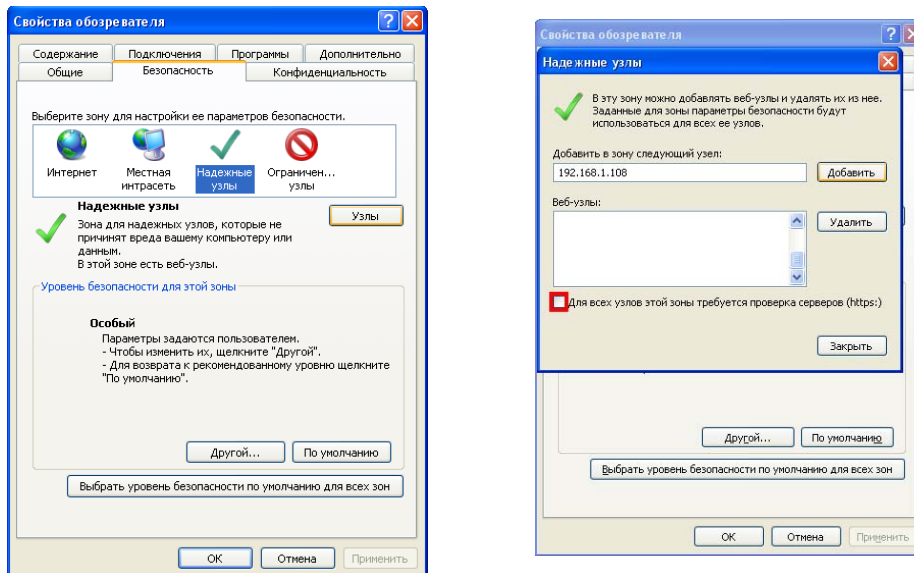 Свойства обозревателя
Содержание Подключения Программы Дополнительно
Общие Безопасность Конфиденциальность
Выберите зону для настройки ее параметров безопасности.
Интернет Местная интрасеть Надежные узлы Ограничен... узлы
Надежные узлы
Узлы
Зона для надежных узлов, которые не
причинят вреда вашему компьютеру или
данным.
В этой зоне есть веб-узлы.
Уровень безопасности для этой зоны
Особый
Параметры задаются пользователем.
- Чтобы изменить их, щелкните "Другой".
- Для возврата к рекомендованному уровню щелкните
"По умолчанию".
Другой... По умолчанию
Выбрать уровень безопасности по умолчанию для всех зон
ОК Отмена Применить
Свойства обозревателя
Надежные узлы
В эту зону можно добавлять веб-узлы и удалять их из нее.
Заданные для зоны параметры безопасности будут
использоваться для всех ее узлов.
Добавить в зону следующий узел:
192.168.1.108 Добавить
Веб-узлы:
Удалить
Для всех узлов этой зоны требуется проверка серверов (https:)
Закрыть
Другой... По умолчанию
Выбрать уровень безопасности по умолчанию для всех зон
ОК Отмена Применить